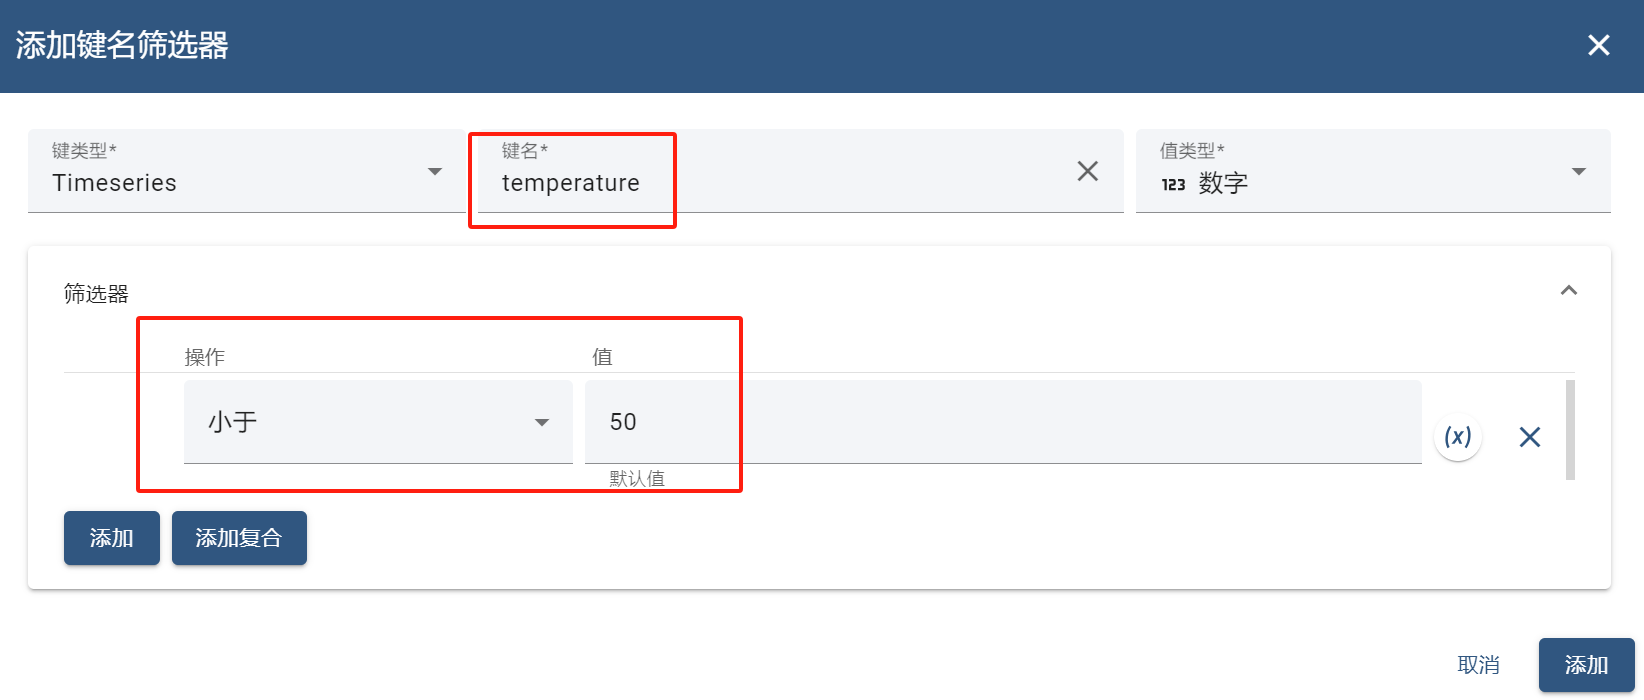 添加键名筛选器
键类型*
Timeseries
键名*
temperature
值类型*
123 数字
筛选器
操作
值
小于
50
(x)
默认值
添加
添加复合
取消
添加